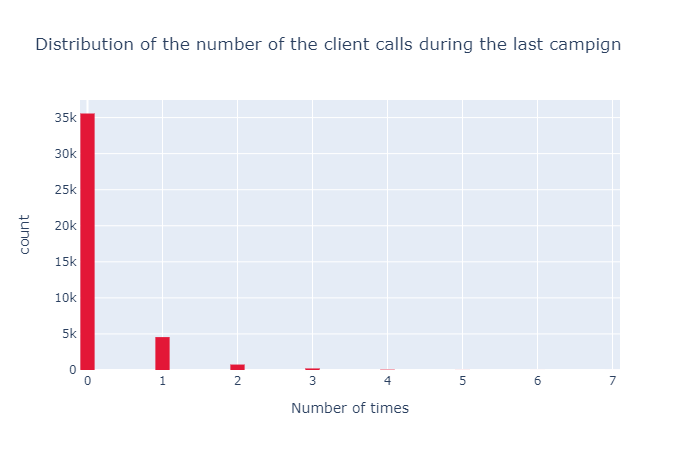 Distribution of the number of the client calls during the last campign
35k
30k
25k
20k
15k
10k
5k
0
count
0 1 2 3 4 5 6 7
Number of times